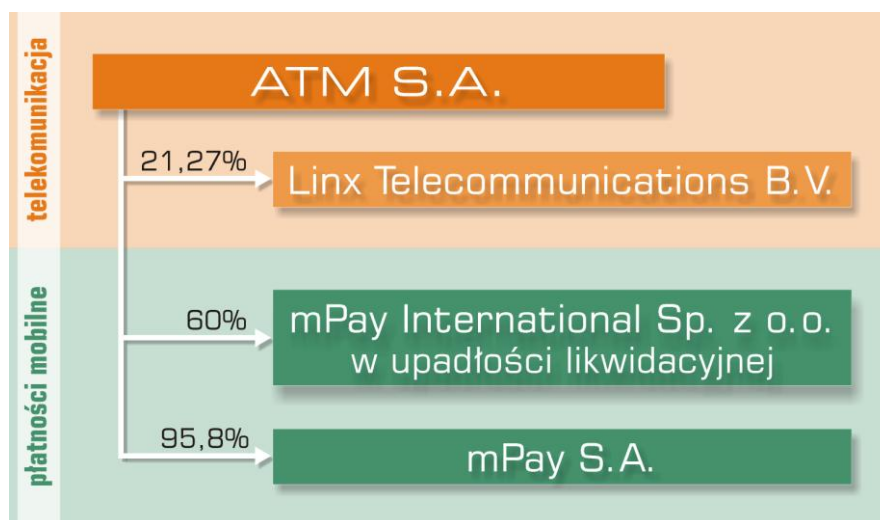 telekomunikacja
ATM S.A.
21,27%
Linx Telecommunications B.V.
płatności mobilne
60%
mPay International Sp. z o.o.
w upadłości likwidacyjnej
95,8%
mPay S.A.